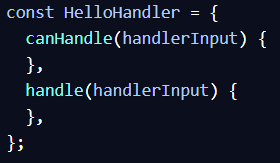 const HelloHandler = {
  canHandle(handlerInput) {
  },
  handle(handlerInput) {
  },
};